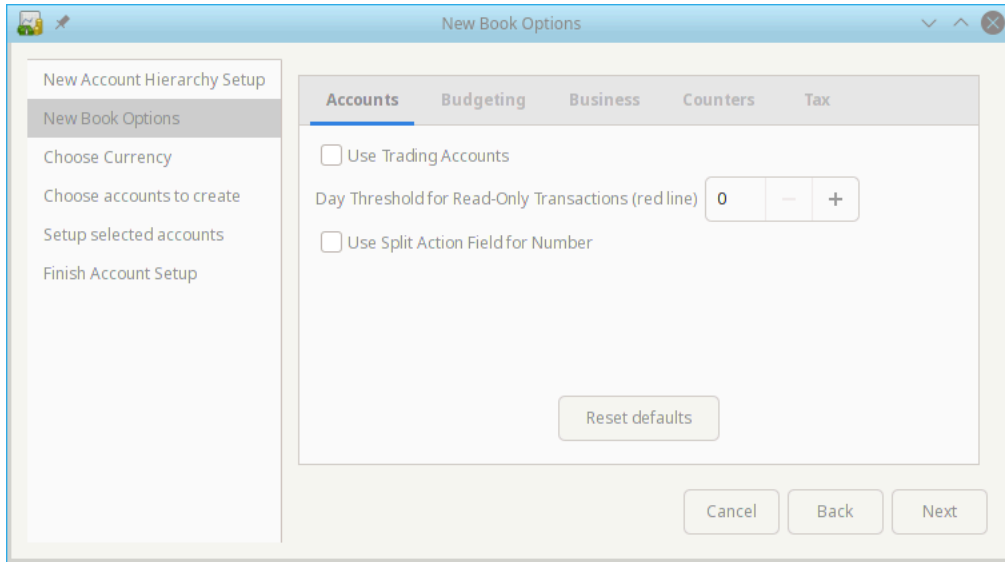 New Book Options
New Account Hierarchy Setup
New Book Options
Choose Currency
Choose accounts to create
Setup selected accounts
Finish Account Setup
Accounts Budgeting Business Counters Tax
Use Trading Accounts
Day Threshold for Read-Only Transactions (red line) 0 − +
Use Split Action Field for Number
Reset defaults
Cancel Back Next